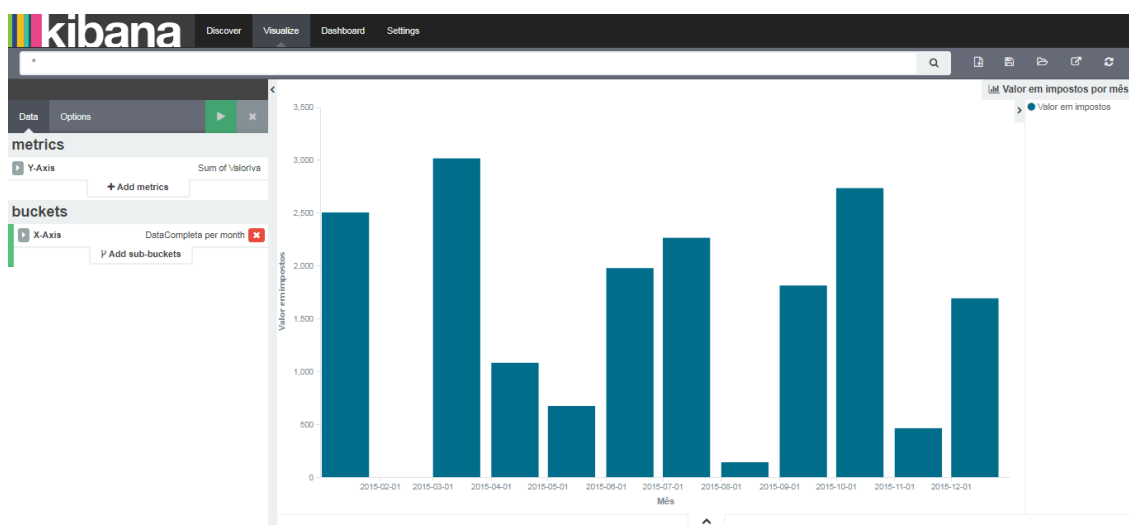 kibana Discover Visualize Dashboard Settings
*
Valor em impostos por mês
Data Options
Valor em impostos
metrics
Y-Axis Sum of ValorIva
+ Add metrics
buckets
X-Axis DataCompleta per month
Add sub-buckets
Valor em impostos
3,500
3,000
2,500
2,000
1,500
1,000
500
0
2015-02-01 2015-03-01 2015-04-01 2015-05-01 2015-06-01 2015-07-01 2015-08-01 2015-09-01 2015-10-01 2015-11-01 2015-12-01
Mês